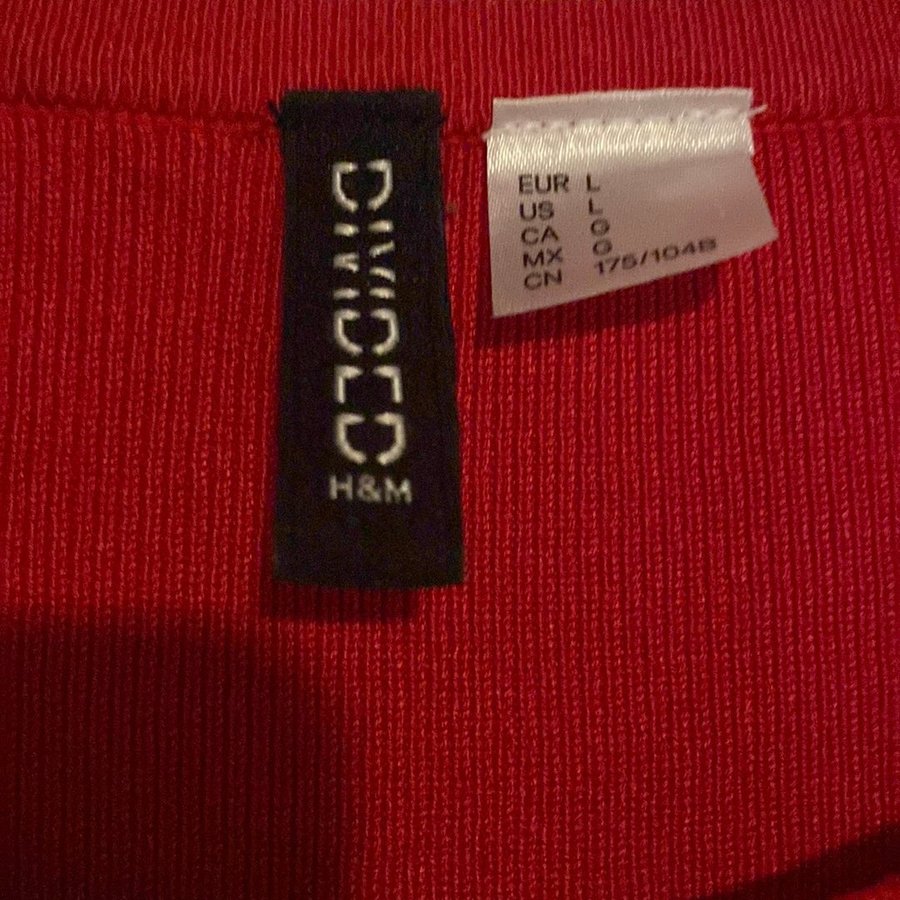 DIVIDED
H&M
EUR L
US L
CA G
MX G
CN 175/104B